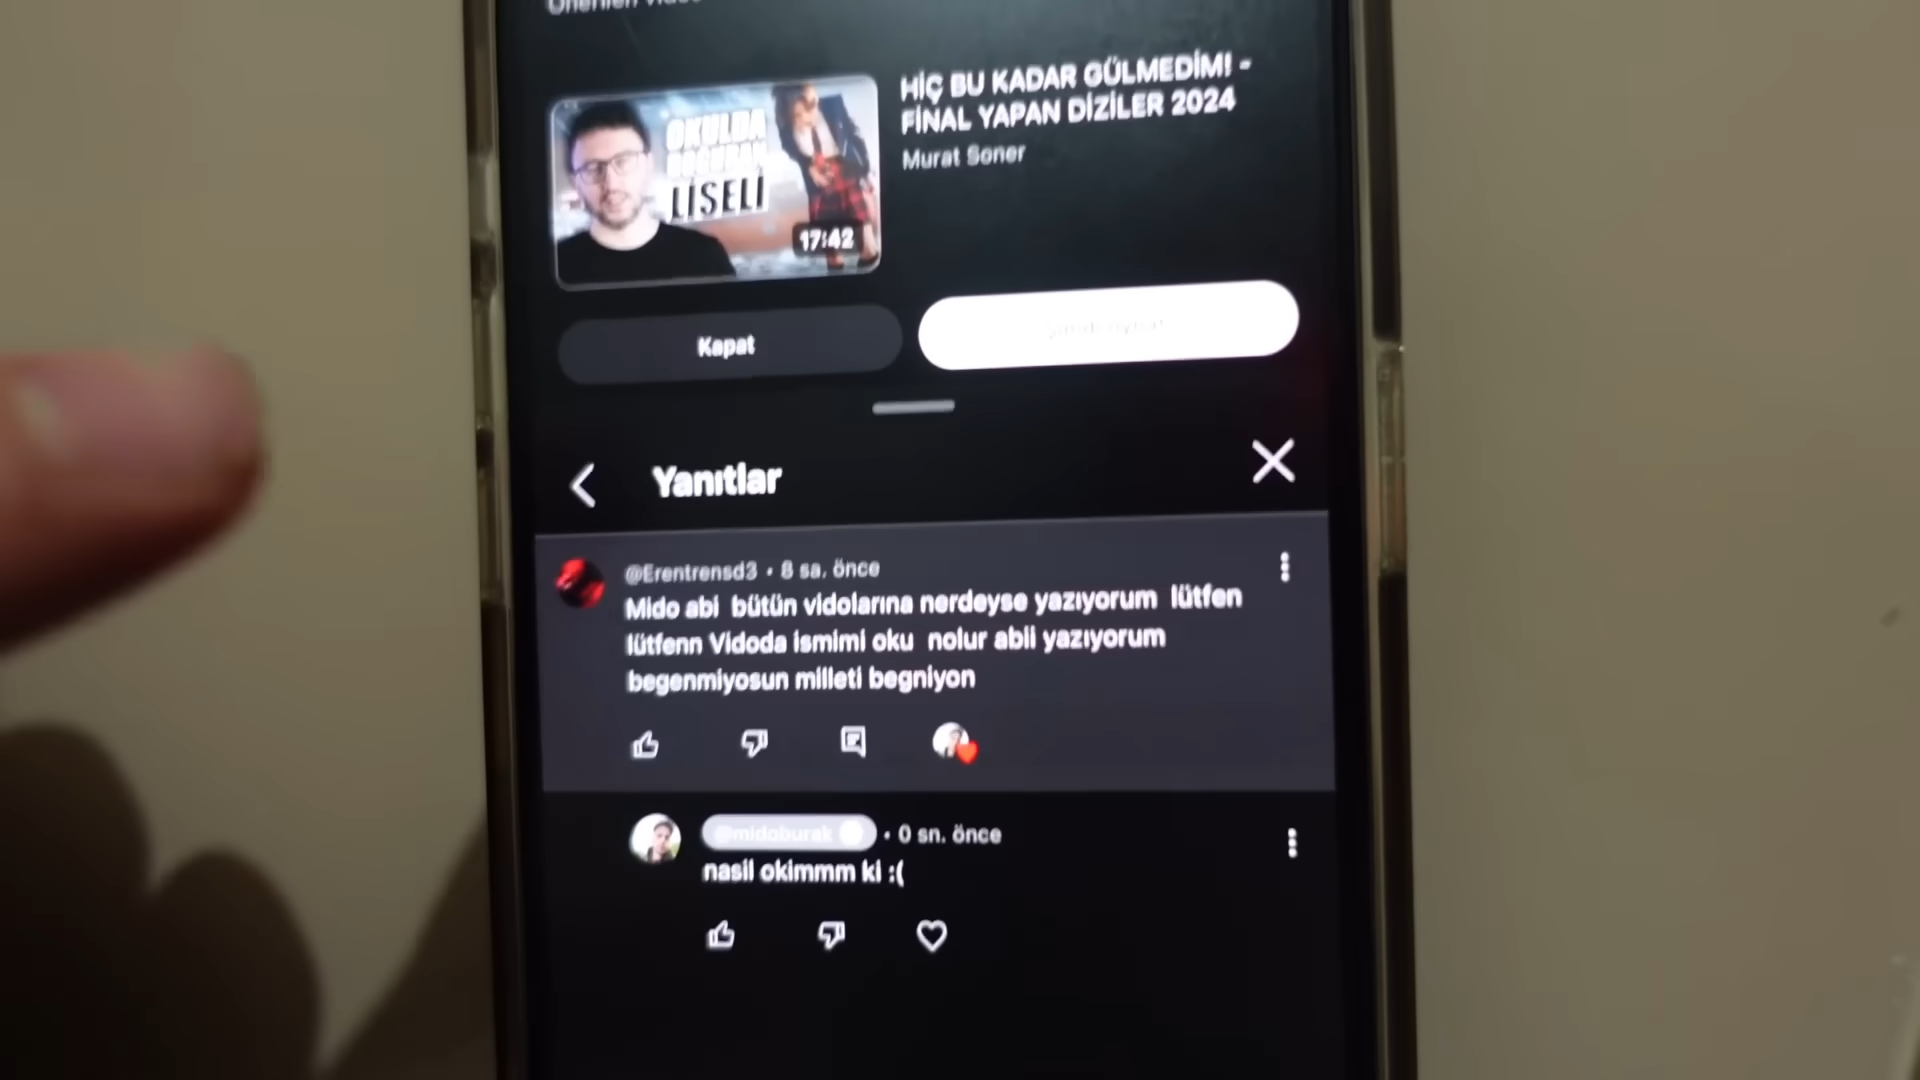 HİÇ BU KADAR GÜLMEDİM! -
FİNAL YAPAN DİZİLER 2024
Murat Soner
OKULDA
LİSELİ
17:42
Kapat
Yanıtlar
@Erentrensd3 • 8 sa. önce
Mido abi bütün vidolarına nerdeyse yazıyorum lütfen
lütfenn Vidoda ismimi oku nolur abii yazıyorum
begenmiyosun milleti begniyon
@midoburak • 0 sn. önce
nasil okimmm ki :(